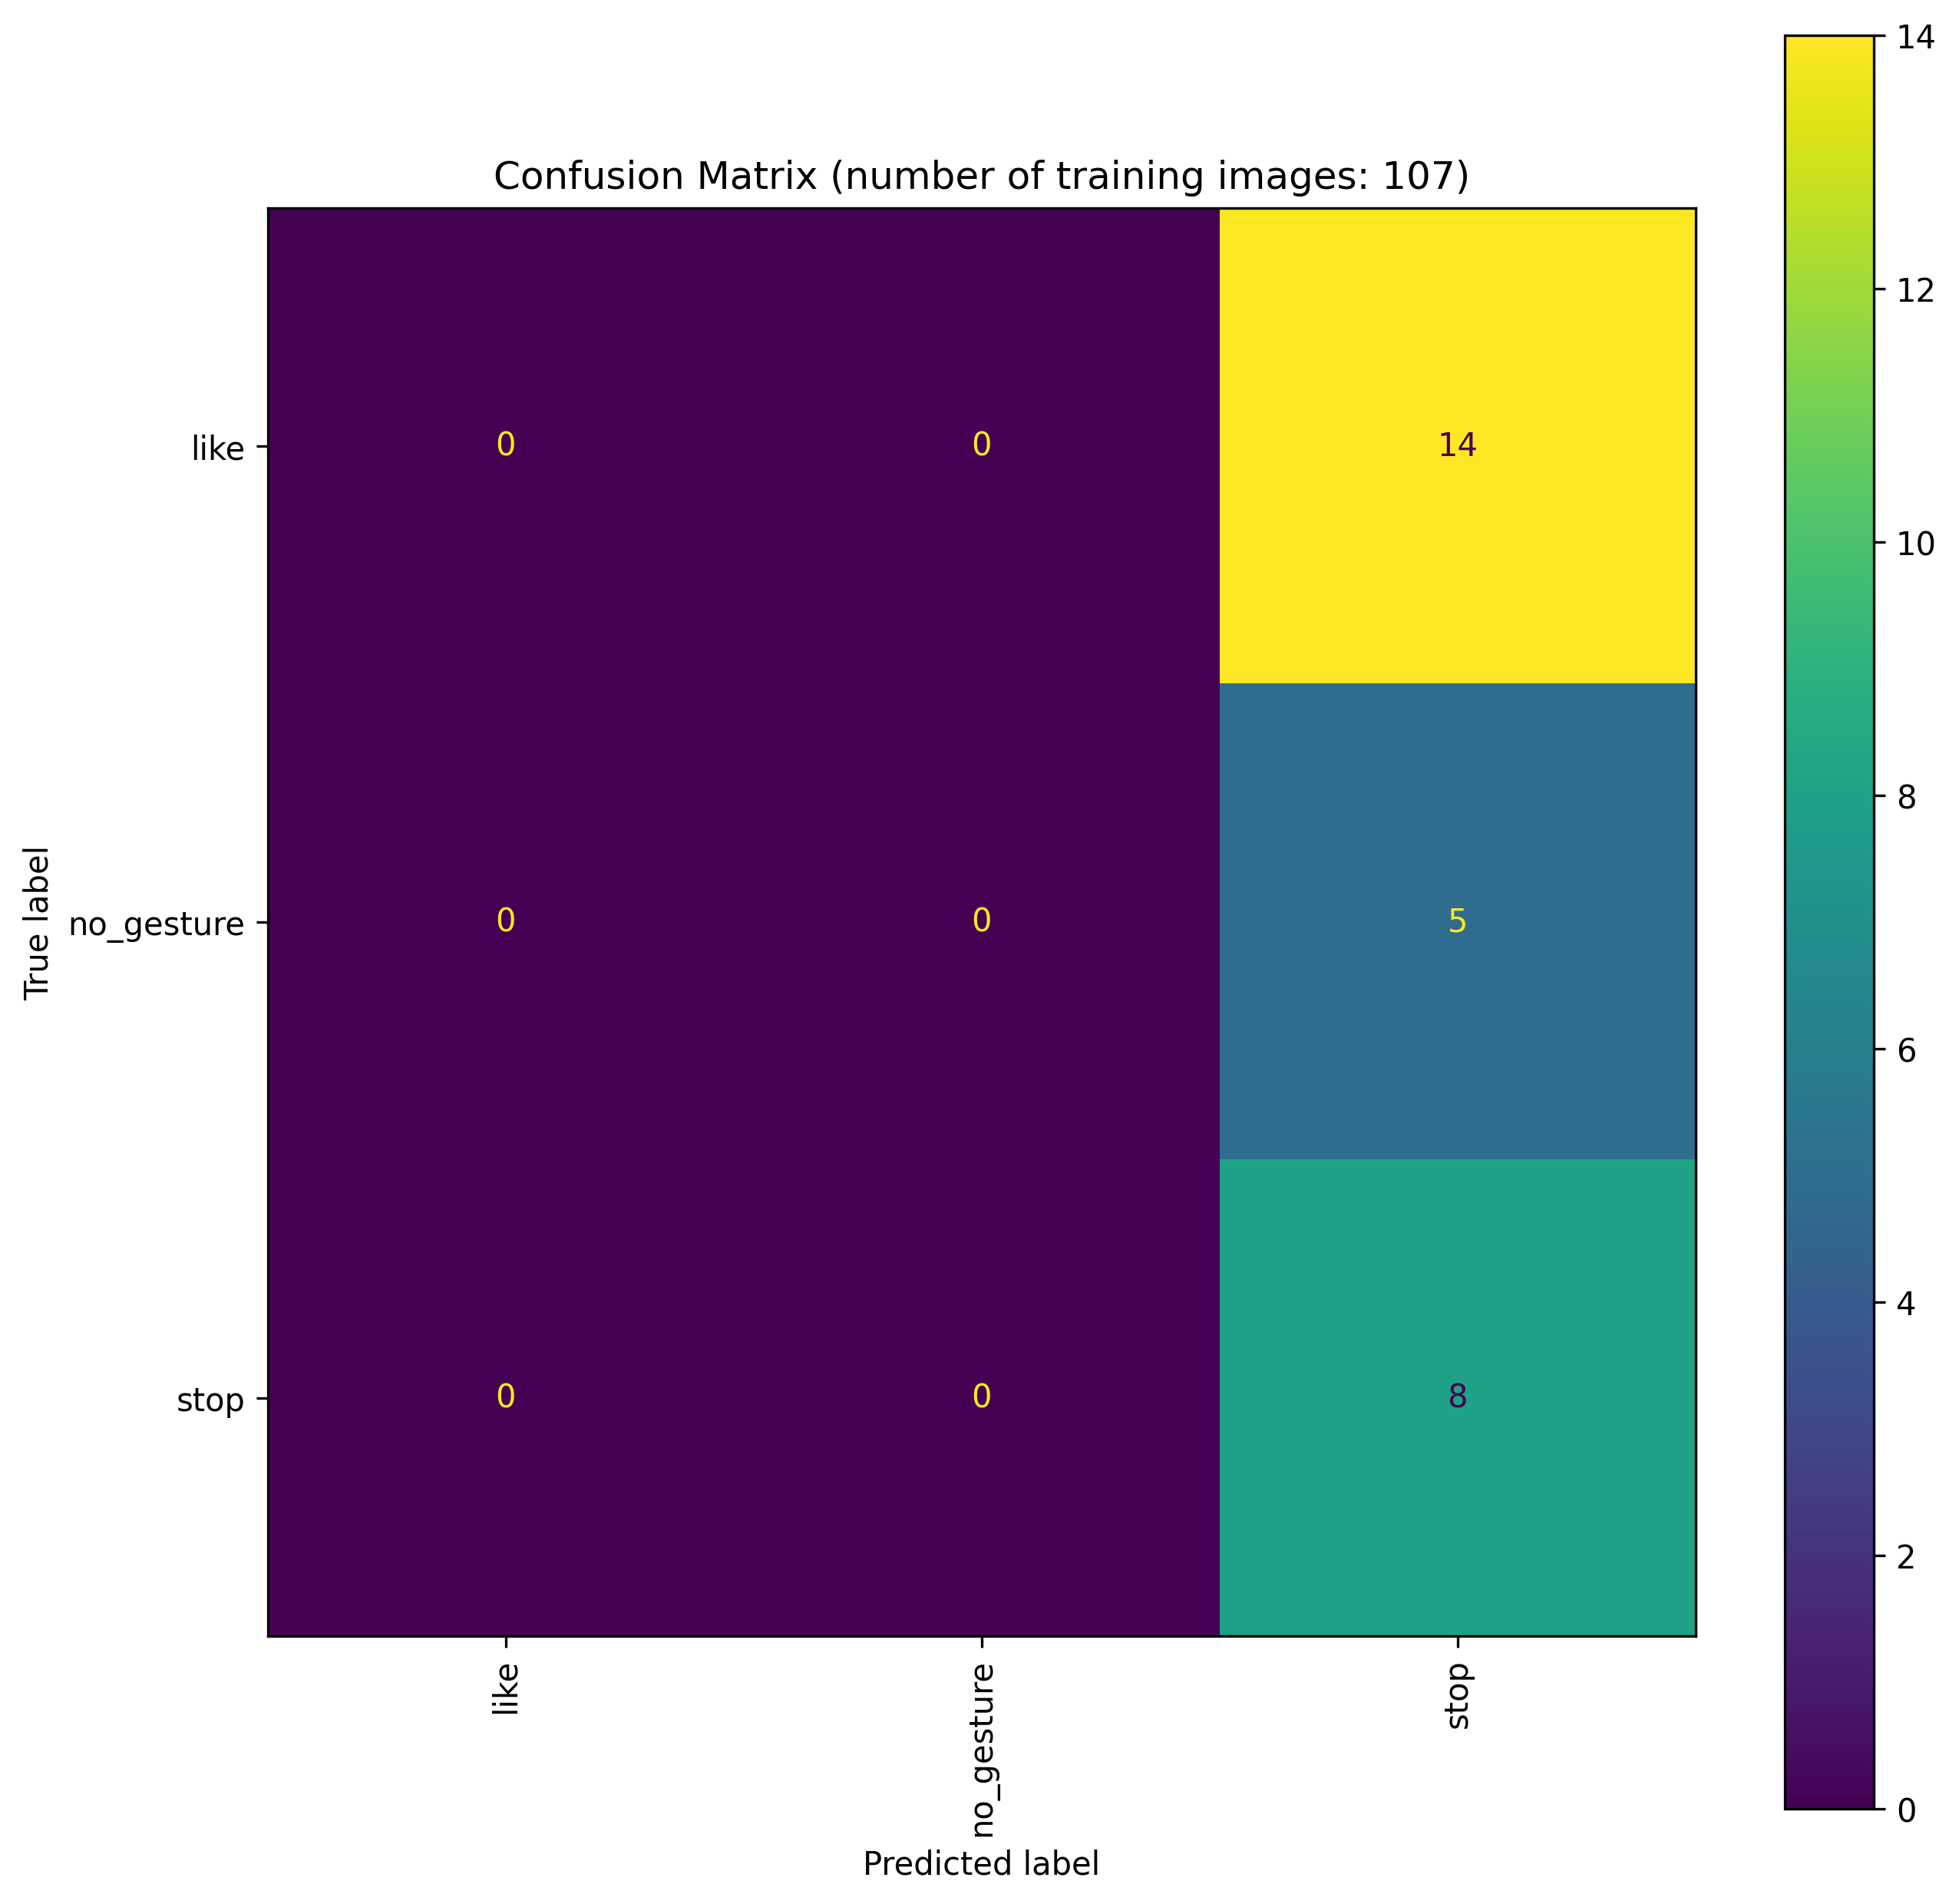 Confusion Matrix (number of training images: 107)
True label
like
0 0 14
no_gesture
0 0 5
stop
0 0 8
like
no_gesture
stop
Predicted label
14
12
10
8
6
4
2
0